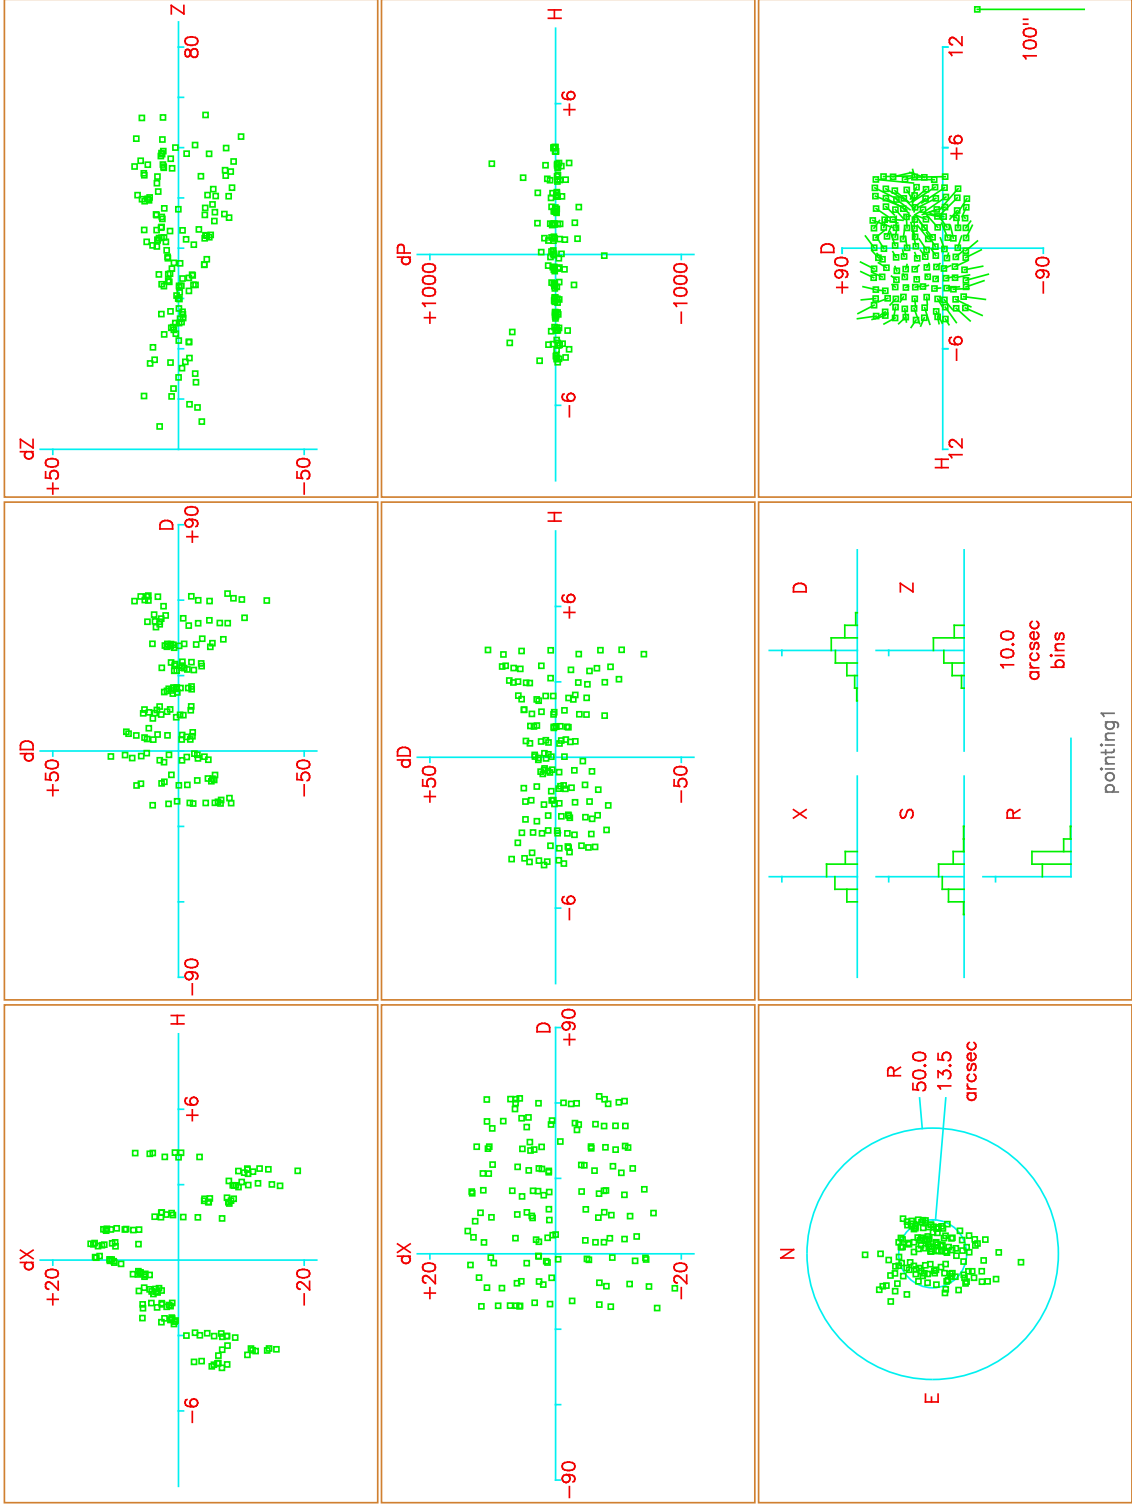 dX
+20
H
−6
+6
−20
dD
+50
D
−90
+90
−50
dZ
+50
Z
80
−50
dX
+20
D
−90
+90
−20
dD
+50
H
−6
+6
−50
dP
+1000
H
−6
+6
−1000
N
E
R
50.0
13.5
arcsec
X
D
S
Z
R
10.0
arcsec
bins
pointing1
D
+90
H
12
−6
+6
12
−90
100"